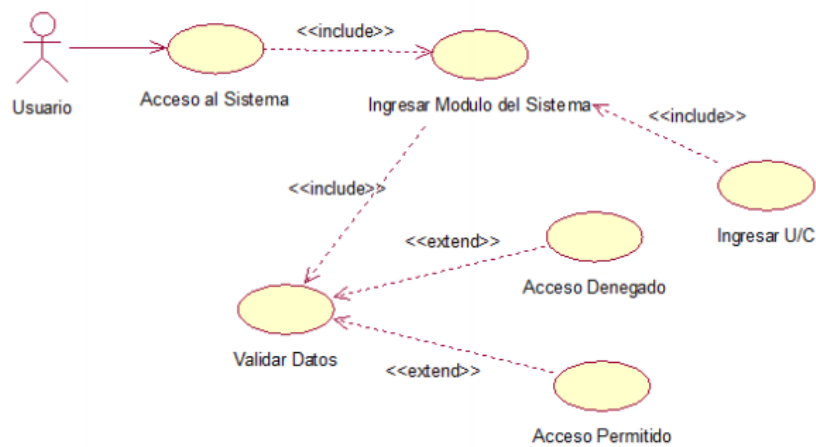 <<include>>
Usuario
Acceso al Sistema
Ingresar Modulo del Sistema
<<include>>
<<include>>
Ingresar U/C
<<extend>>
Acceso Denegado
Validar Datos
<<extend>>
Acceso Permitido